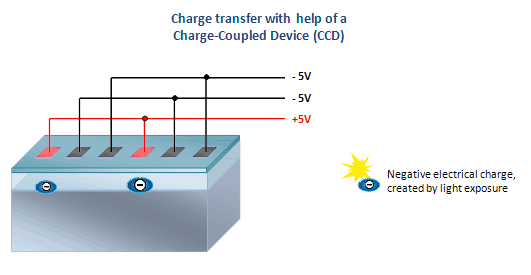 Charge transfer with help of a
Charge-Coupled Device (CCD)
- 5V
- 5V
+5V
Negative electrical charge,
created by light exposure